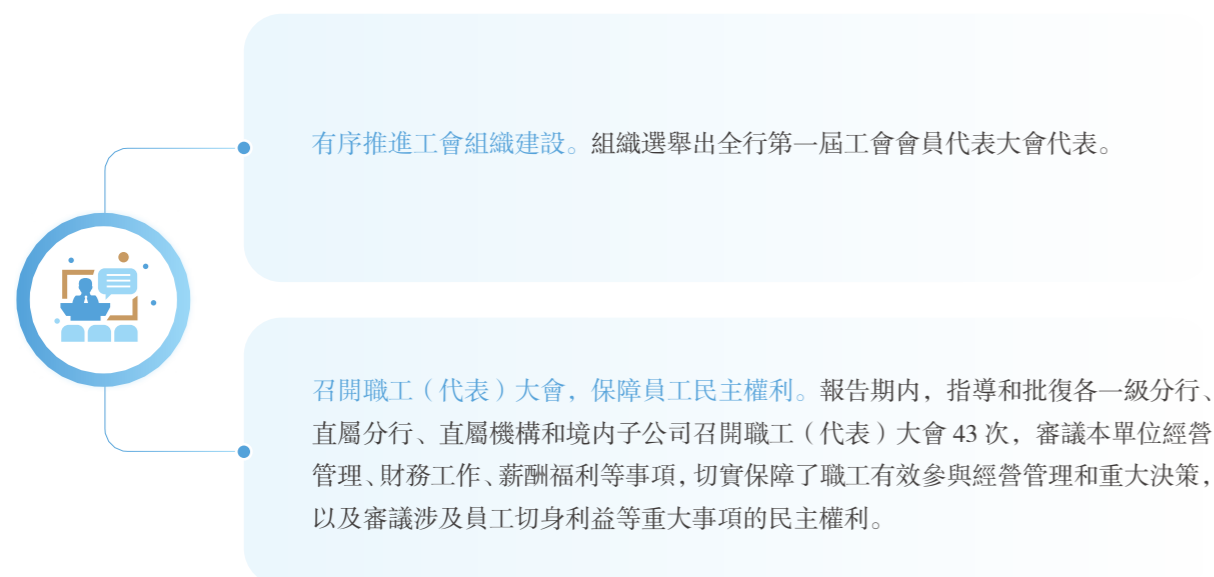 有序推進工會組織建設。組織選舉出全行第一屆工會會員代表大會代表。
召開職工（代表）大會，保障員工民主權利。報告期内，指導和批復各一級分行、
直屬分行、直屬機構和境内子公司召開職工（代表）大會 43 次，審議本單位經營
管理、財務工作、薪酬福利等事項，切實保障了職工有效參與經營管理和重大決策，
以及審議涉及員工切身利益等重大事項的民主權利。